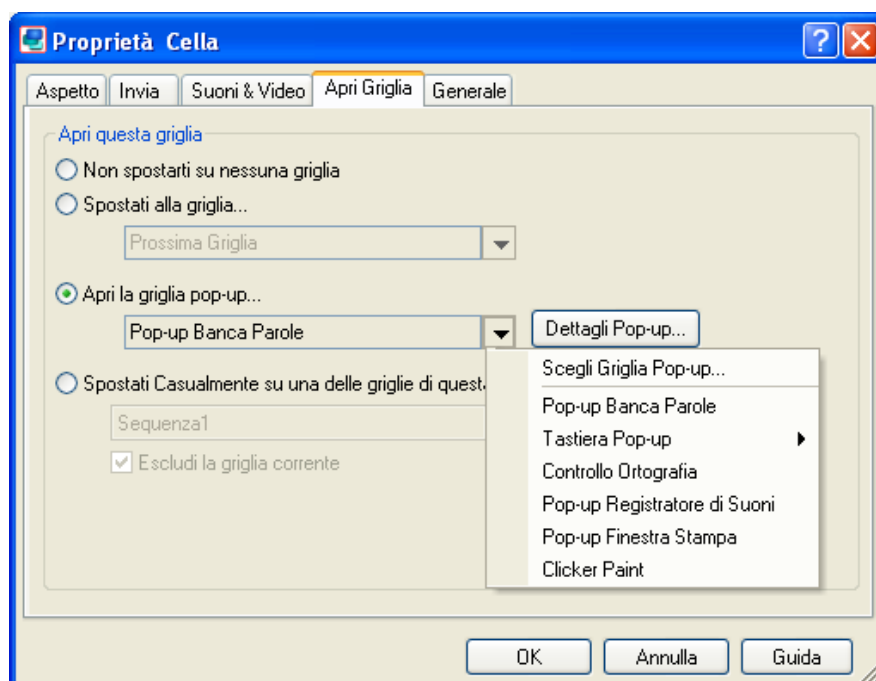 Proprietà Cella
Aspetto Invia Suoni & Video Apri Griglia Generale
Apri questa griglia
Non spostarti su nessuna griglia
Spostati alla griglia...
Prossima Griglia
Apri la griglia pop-up...
Pop-up Banca Parole Dettagli Pop-up...
Scegli Griglia Pop-up...
Spostati Casualmente su una delle griglie di questa
Pop-up Banca Parole
Sequenza1
Tastiera Pop-up
Escludi la griglia corrente
Controllo Ortografia
Pop-up Registratore di Suoni
Pop-up Finestra Stampa
Clicker Paint
OK Annulla Guida